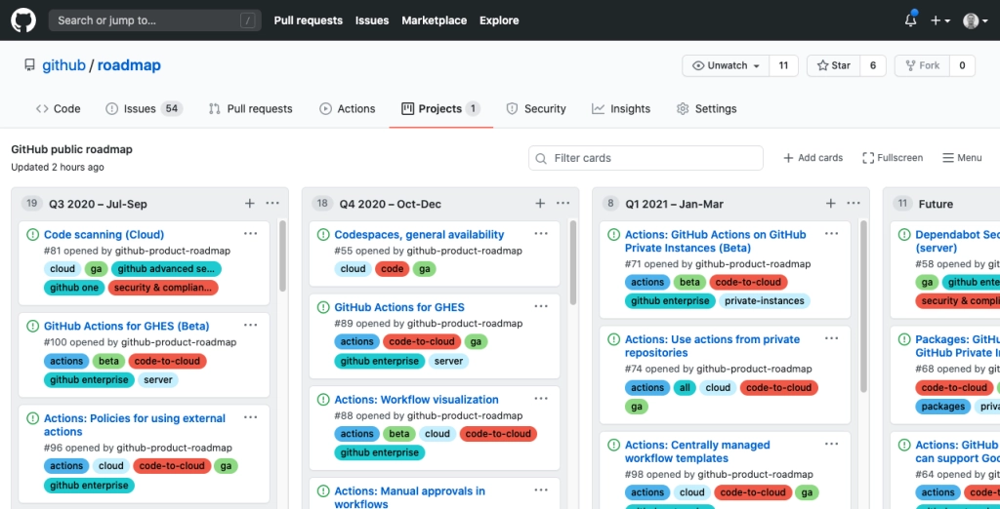 Search or jump to... /
Pull requests Issues Marketplace Explore
github / roadmap
Unwatch 11 Star 6 Fork 0
Code Issues 54 Pull requests Actions Projects 1 Security Insights Settings
GitHub public roadmap
Updated 2 hours ago
Filter cards
Add cards Fullscreen Menu
19 Q3 2020 – Jul-Sep
Code scanning (Cloud)
#81 opened by github-product-roadmap
cloud ga github advanced se...
github one security & complian...
GitHub Actions for GHES (Beta)
#100 opened by github-product-roadmap
actions beta code-to-cloud
github enterprise server
Actions: Policies for using external
actions
#96 opened by github-product-roadmap
actions cloud code-to-cloud ga
github enterprise
18 Q4 2020 – Oct-Dec
Codespaces, general availability
#55 opened by github-product-roadmap
cloud code ga
GitHub Actions for GHES
#89 opened by github-product-roadmap
actions code-to-cloud ga
github enterprise server
Actions: Workflow visualization
#88 opened by github-product-roadmap
actions beta cloud code-to-cloud
github enterprise
Actions: Manual approvals in
workflows
8 Q1 2021 – Jan-Mar
Actions: GitHub Actions on GitHub
Private Instances (Beta)
#71 opened by github-product-roadmap
actions beta code-to-cloud
github enterprise private-instances
Actions: Use actions from private
repositories
#74 opened by github-product-roadmap
actions all cloud code-to-cloud
ga
Actions: Centrally managed
workflow templates
#98 opened by github-product-roadmap
actions cloud code-to-cloud ga
11 Future
Dependabot Sec
(server)
#58 opened by githu
ga github ente
security & compli
Packages: GitHu
GitHub Private In
#68 opened by githu
code-to-cloud
packages priva
Actions: GitHub
can support Goo
#64 opened by githu
actions code-to